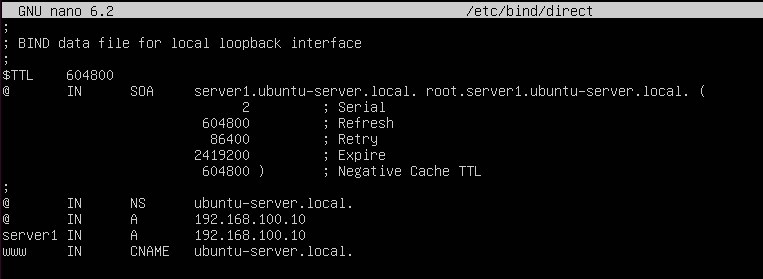 GNU nano 6.2 /etc/bind/direct
;
; BIND data file for local loopback interface
;
$TTL 604800
@ IN SOA server1.ubuntu-server.local. root.server1.ubuntu-server.local. (
2 ; Serial
604800 ; Refresh
86400 ; Retry
2419200 ; Expire
604800 ) ; Negative Cache TTL
;
@ IN NS ubuntu-server.local.
@ IN A 192.168.100.10
server1 IN A 192.168.100.10
www IN CNAME ubuntu-server.local.